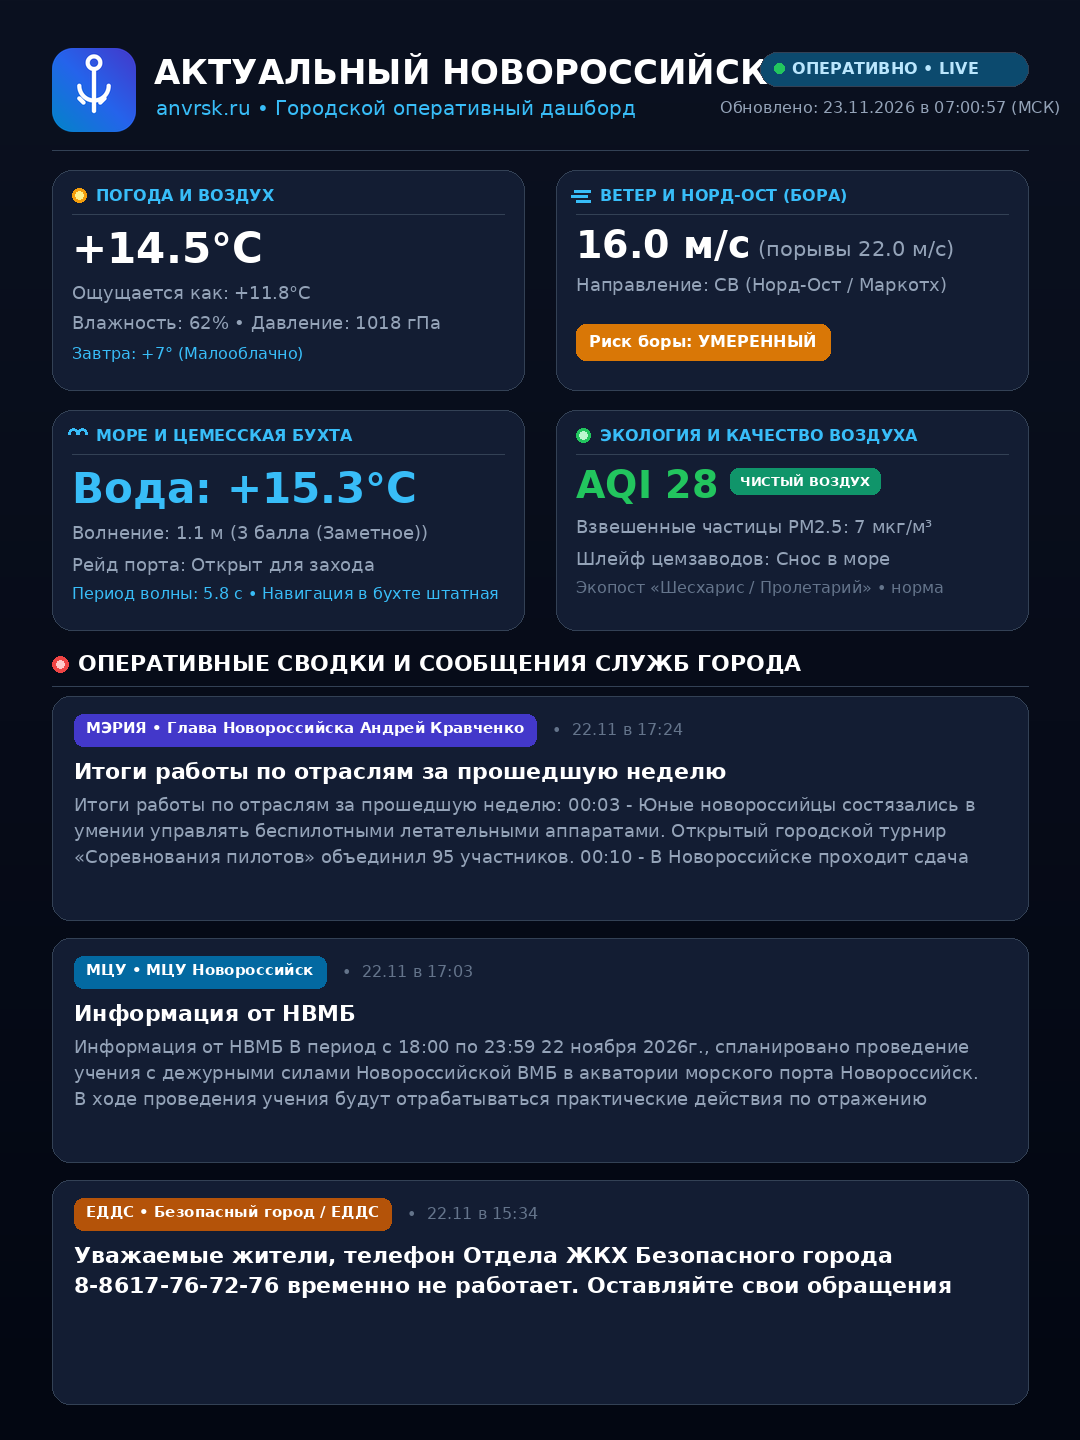 АКТУАЛЬНЫЙ НОВОРОССИЙСК
ОПЕРАТИВНО • LIVE
anvrsk.ru • Городской оперативный дашборд
Обновлено: 23.11.2026 в 07:00:57 (МСК)
ПОГОДА И ВОЗДУХ
+14.5°C
Ощущается как: +11.8°C
Влажность: 62% • Давление: 1018 гПа
Завтра: +7° (Малооблачно)
ВЕТЕР И НОРД-ОСТ (БОРА)
16.0 м/с (порывы 22.0 м/с)
Направление: СВ (Норд-Ост / Маркотх)
Риск боры: УМЕРЕННЫЙ
МОРЕ И ЦЕМЕССКАЯ БУХТА
Вода: +15.3°C
Волнение: 1.1 м (3 балла (Заметное))
Рейд порта: Открыт для захода
Период волны: 5.8 с • Навигация в бухте штатная
ЭКОЛОГИЯ И КАЧЕСТВО ВОЗДУХА
AQI 28 ЧИСТЫЙ ВОЗДУХ
Взвешенные частицы PM2.5: 7 мкг/м³
Шлейф цемзаводов: Снос в море
Экопост «Шесхарис / Пролетарий» • норма
ОПЕРАТИВНЫЕ СВОДКИ И СООБЩЕНИЯ СЛУЖБ ГОРОДА
МЭРИЯ • Глава Новороссийска Андрей Кравченко • 22.11 в 17:24
Итоги работы по отраслям за прошедшую неделю
Итоги работы по отраслям за прошедшую неделю: 00:03 - Юные новороссийцы состязались в
умении управлять беспилотными летательными аппаратами. Открытый городской турнир
«Соревнования пилотов» объединил 95 участников. 00:10 - В Новороссийске проходит сдача
МЦУ • МЦУ Новороссийск • 22.11 в 17:03
Информация от НВМБ
Информация от НВМБ В период с 18:00 по 23:59 22 ноября 2026г., спланировано проведение
учения с дежурными силами Новороссийской ВМБ в акватории морского порта Новороссийск.
В ходе проведения учения будут отрабатываться практические действия по отражению
ЕДДС • Безопасный город / ЕДДС • 22.11 в 15:34
Уважаемые жители, телефон Отдела ЖКХ Безопасного города
8-8617-76-72-76 временно не работает. Оставляйте свои обращения